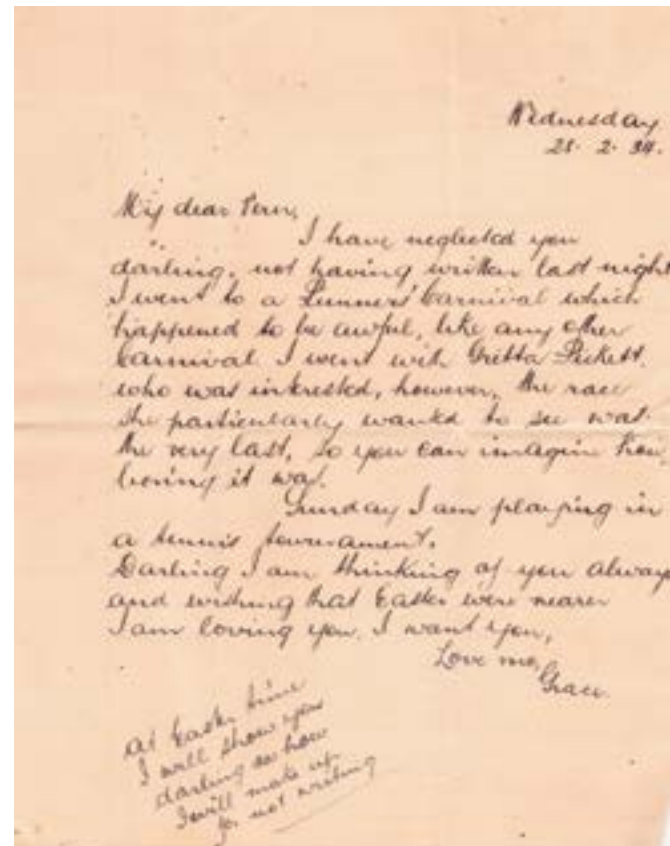 Wednesday
28. 2. 34.
My dear
I have neglected you
darling, not having written last night
I went to a Runners' Carnival which
happened to be awful, like any other
Carnival. I went with Gretta
who was interested, however, the race
she particularly wanted to see was
the very last, so you can imagine how
boring it was.
Sunday I am playing in
a tennis tournament.
Darling I am thinking of you always
and wishing that Easter were nearer
I am loving you. I want you,
Love me,
Grace.
At Easter time
I will show you
darling how
I will make up
for not writing